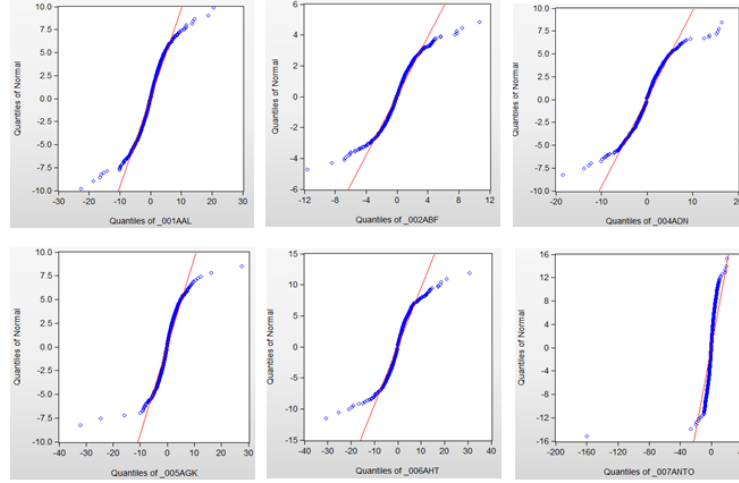 Quantiles of Normal
10.0
7.5
5.0
2.5
0.0
-2.5
-5.0
-7.5
-10.0
-30 -20 -10 0 10 20 30
Quantiles of _001AAL
Quantiles of Normal
6
4
2
0
-2
-4
-6
-12 -8 -4 0 4 8 12
Quantiles of _002ABF
Quantiles of Normal
10.0
7.5
5.0
2.5
0.0
-2.5
-5.0
-7.5
-10.0
-20 -10 0 10 20
Quantiles of _004ADN
Quantiles of Normal
10.0
7.5
5.0
2.5
0.0
-2.5
-5.0
-7.5
-10.0
-40 -30 -20 -10 0 10 20 30
Quantiles of _005AGK
Quantiles of Normal
15
10
5
0
-5
-10
-15
-40 -30 -20 -10 0 10 20 30 40
Quantiles of _006AHT
Quantiles of Normal
16
12
8
4
0
-4
-8
-12
-16
-200 -160 -120 -80 -40 0 4
Quantiles of _007ANTO